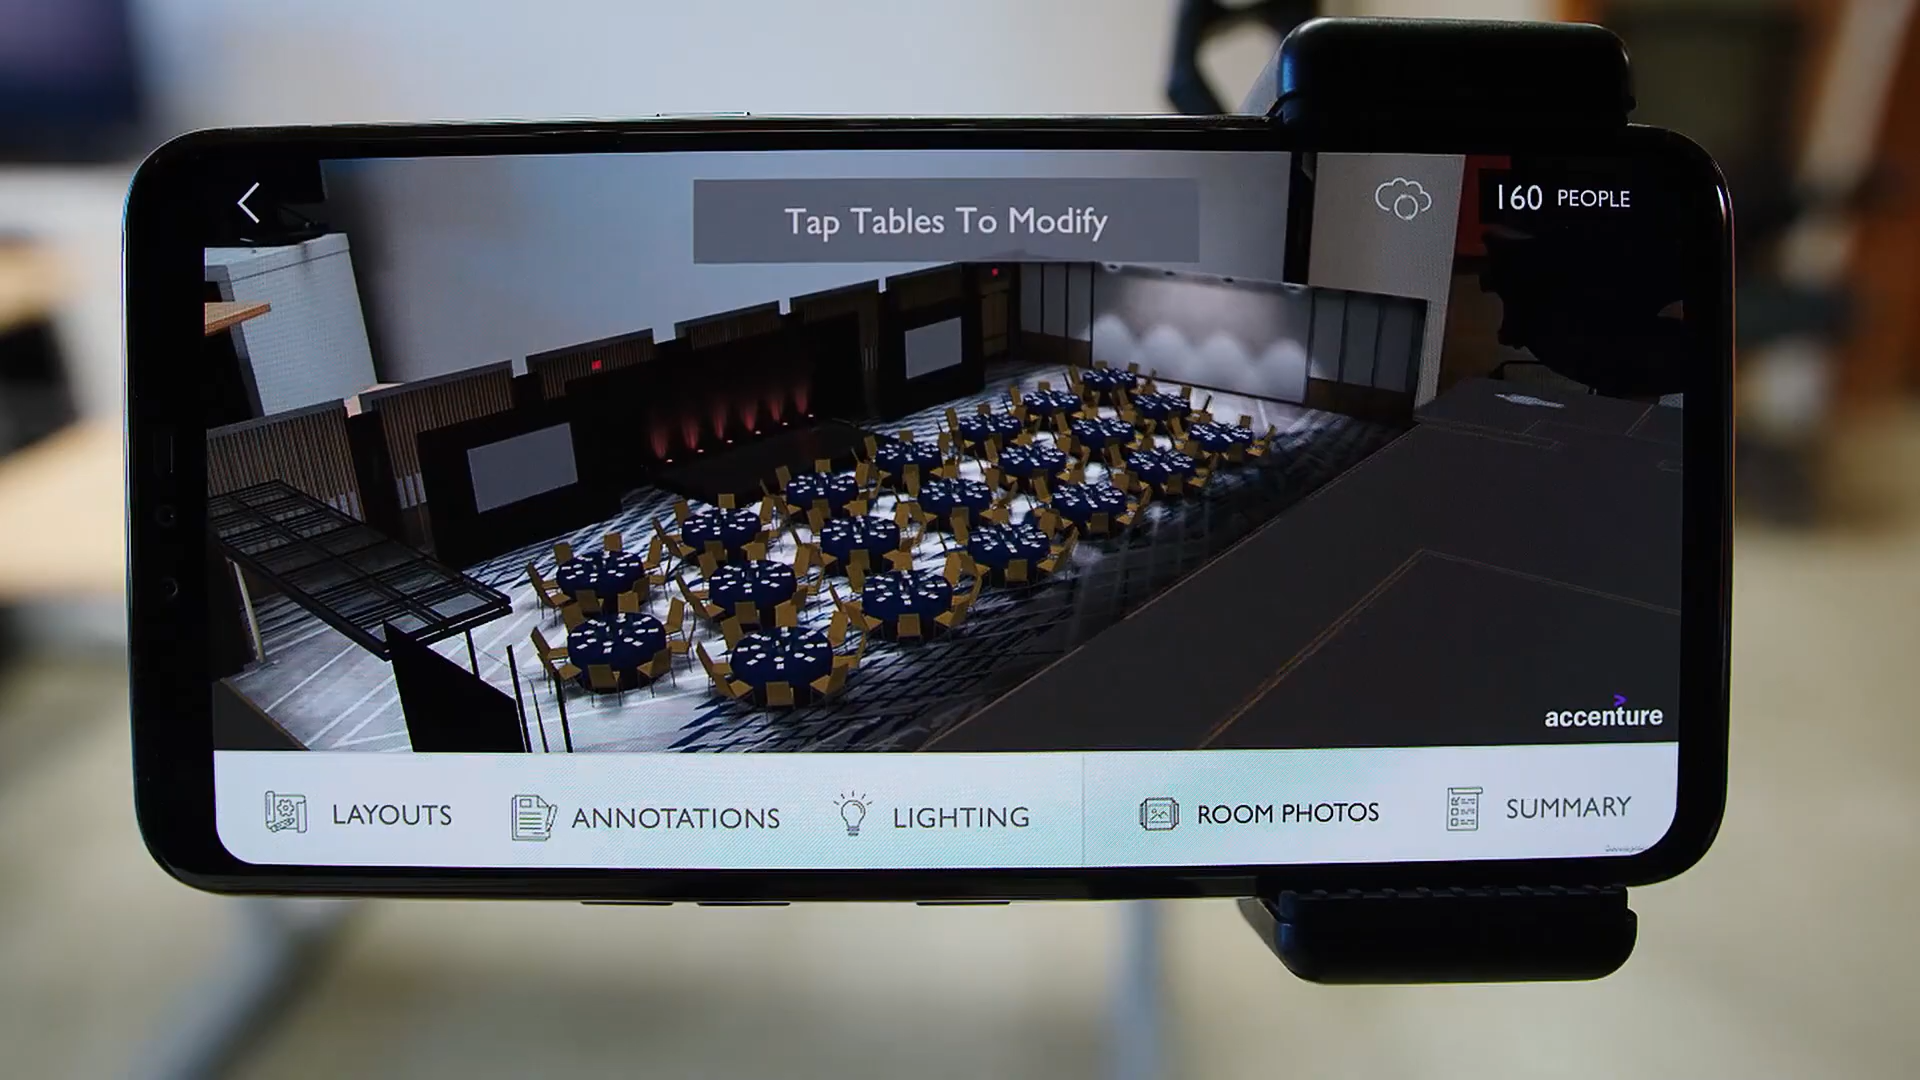 Tap Tables To Modify
160 PEOPLE
accenture
LAYOUTS
ANNOTATIONS
LIGHTING
ROOM PHOTOS
SUMMARY